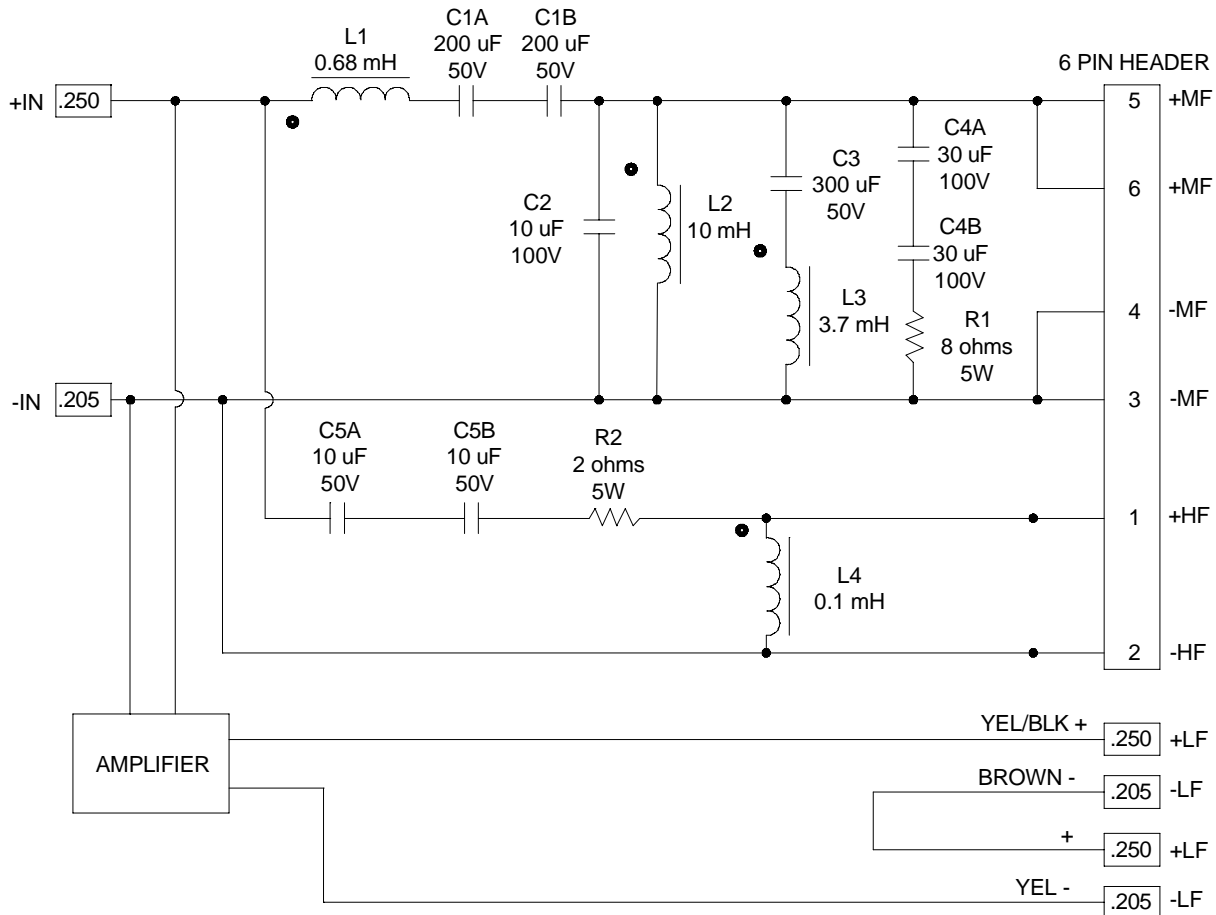 L1
0.68 mH
C1A
200 uF
50V
C1B
200 uF
50V
6 PIN HEADER
+IN
.250
5
+MF
C2
10 uF
100V
L2
10 mH
C3
300 uF
50V
C4A
30 uF
100V
6
+MF
C4B
30 uF
100V
L3
3.7 mH
R1
8 ohms
5W
4
-MF
-IN
.205
3
-MF
C5A
10 uF
50V
C5B
10 uF
50V
R2
2 ohms
5W
1
+HF
L4
0.1 mH
2
-HF
AMPLIFIER
YEL/BLK +
.250
+LF
BROWN -
.205
-LF
+
.250
+LF
YEL -
.205
-LF